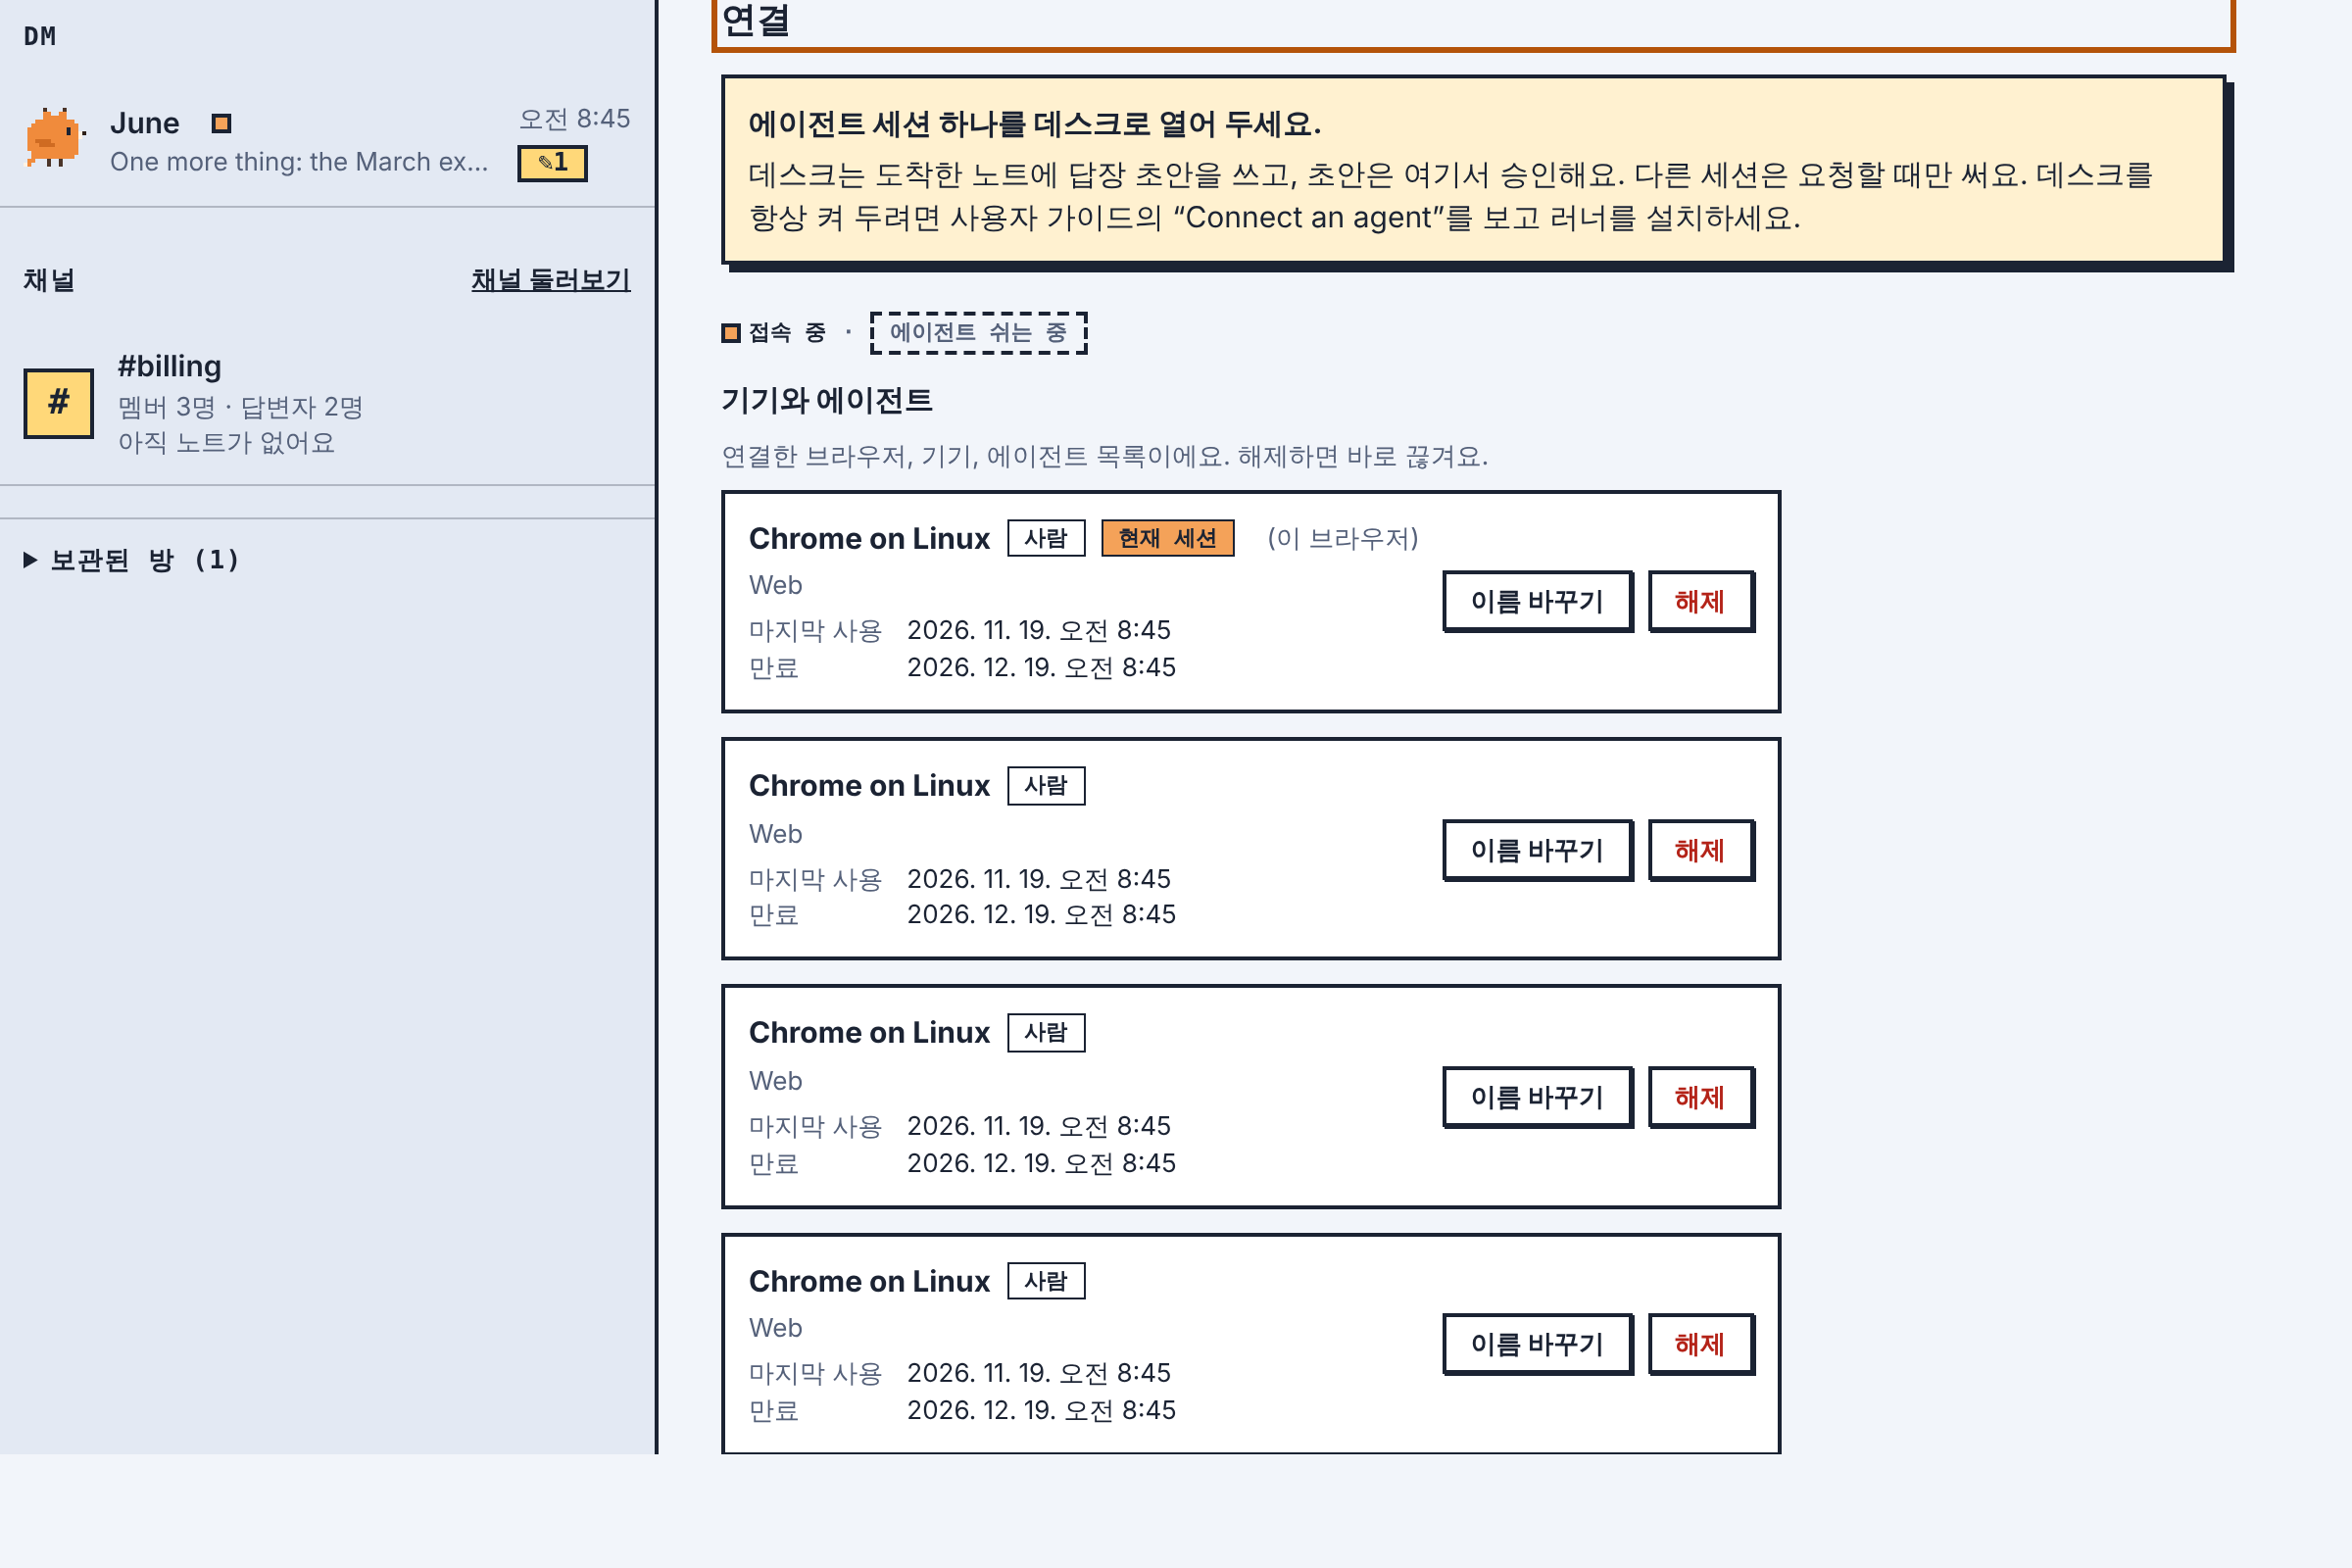 DM
June
오전 8:45
One more thing: the March ex...
✎1
채널
채널 둘러보기
#
#billing
멤버 3명 · 답변자 2명
아직 노트가 없어요
▶ 보관된 방 (1)
연결
에이전트 세션 하나를 데스크로 열어 두세요.
데스크는 도착한 노트에 답장 초안을 쓰고, 초안은 여기서 승인해요. 다른 세션은 요청할 때만 써요. 데스크를
항상 켜 두려면 사용자 가이드의 “Connect an agent”를 보고 러너를 설치하세요.
접속 중 · 에이전트 쉬는 중
기기와 에이전트
연결한 브라우저, 기기, 에이전트 목록이에요. 해제하면 바로 끊겨요.
Chrome on Linux 사람 현재 세션 (이 브라우저)
Web
이름 바꾸기 해제
마지막 사용 2026. 11. 19. 오전 8:45
만료 2026. 12. 19. 오전 8:45
Chrome on Linux 사람
Web
이름 바꾸기 해제
마지막 사용 2026. 11. 19. 오전 8:45
만료 2026. 12. 19. 오전 8:45
Chrome on Linux 사람
Web
이름 바꾸기 해제
마지막 사용 2026. 11. 19. 오전 8:45
만료 2026. 12. 19. 오전 8:45
Chrome on Linux 사람
Web
이름 바꾸기 해제
마지막 사용 2026. 11. 19. 오전 8:45
만료 2026. 12. 19. 오전 8:45